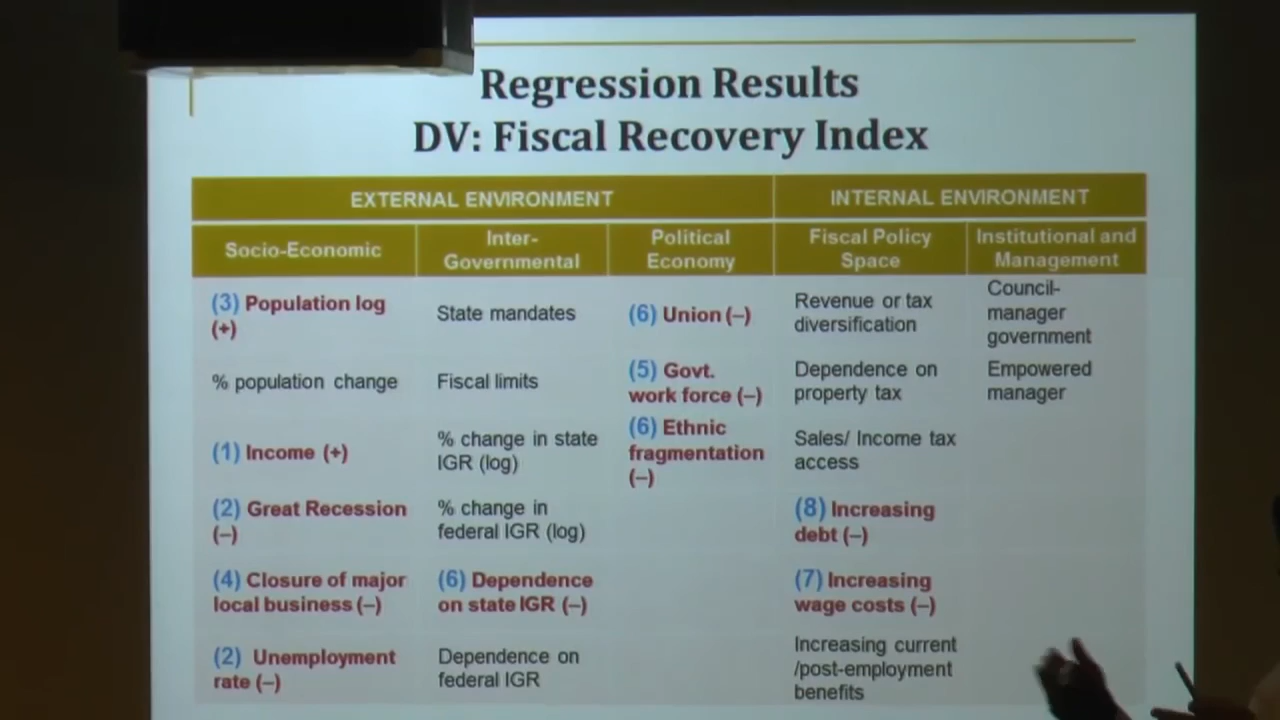 Regression Results
DV: Fiscal Recovery Index
EXTERNAL ENVIRONMENT
INTERNAL ENVIRONMENT
Socio-Economic
Inter-
Governmental
Political
Economy
Fiscal Policy
Space
Institutional and
Management
(3) Population log
(+)
State mandates
(6) Union (–)
Revenue or tax
diversification
Council-
manager
government
% population change
Fiscal limits
(5) Govt.
work force (–)
Dependence on
property tax
Empowered
manager
(1) Income (+)
% change in state
IGR (log)
(6) Ethnic
fragmentation
(–)
Sales/ Income tax
access
(2) Great Recession
(–)
% change in
federal IGR (log)
(8) Increasing
debt (–)
(4) Closure of major
local business (–)
(6) Dependence
on state IGR (–)
(7) Increasing
wage costs (–)
(2) Unemployment
rate (–)
Dependence on
federal IGR
Increasing current
/post-employment
benefits